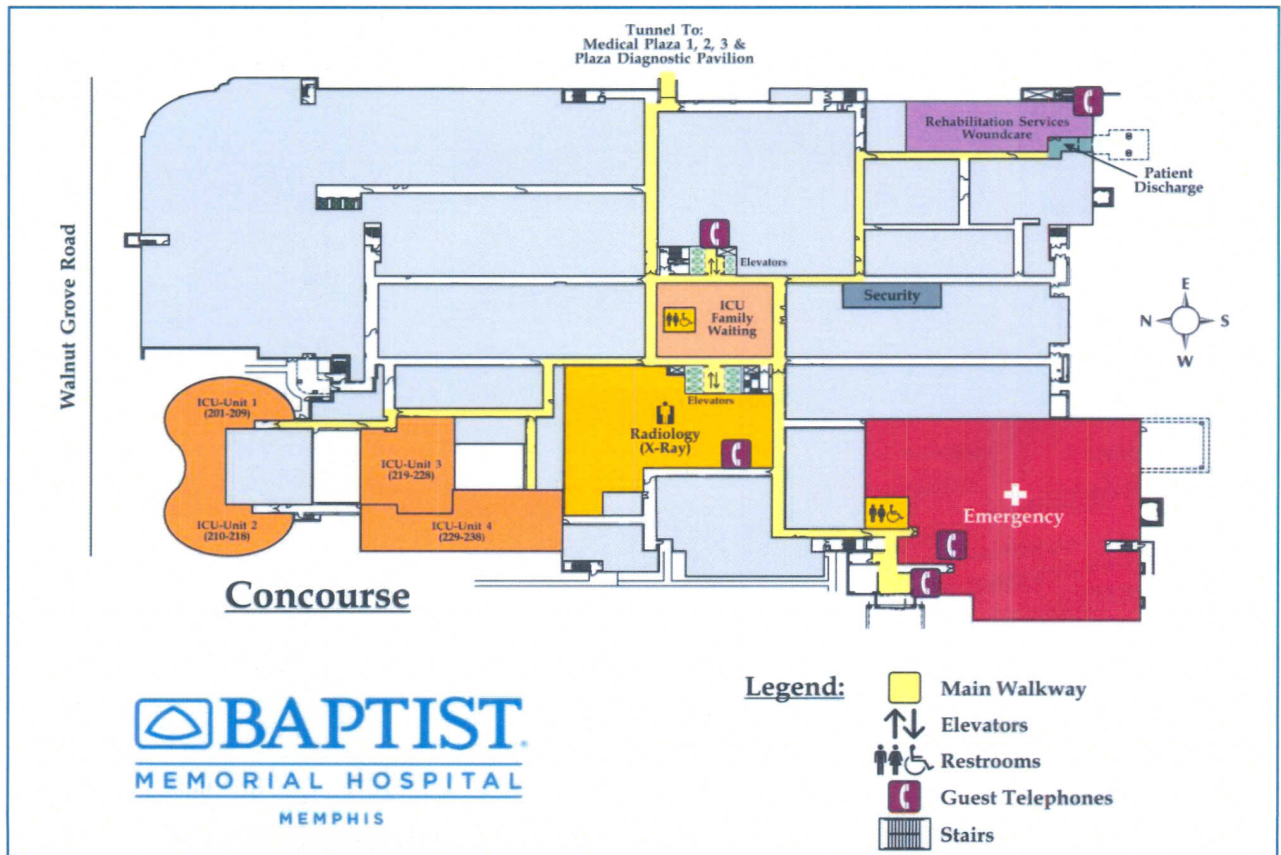 Tunnel To:
Medical Plaza 1, 2, 3 &
Plaza Diagnostic Pavilion
Rehabilitation Services
Woundcare
Patient
Discharge
Walnut Grove Road
Elevators
Security
ICU
Family
Waiting
E
N
S
W
ICU-Unit 1
(201-209)
Elevators
Radiology
(X-Ray)
ICU-Unit 3
(219-228)
Emergency
ICU-Unit 2
(210-218)
ICU-Unit 4
(229-238)
Concourse
Legend:
Main Walkway
Elevators
Restrooms
Guest Telephones
Stairs
BAPTIST
MEMORIAL HOSPITAL
MEMPHIS